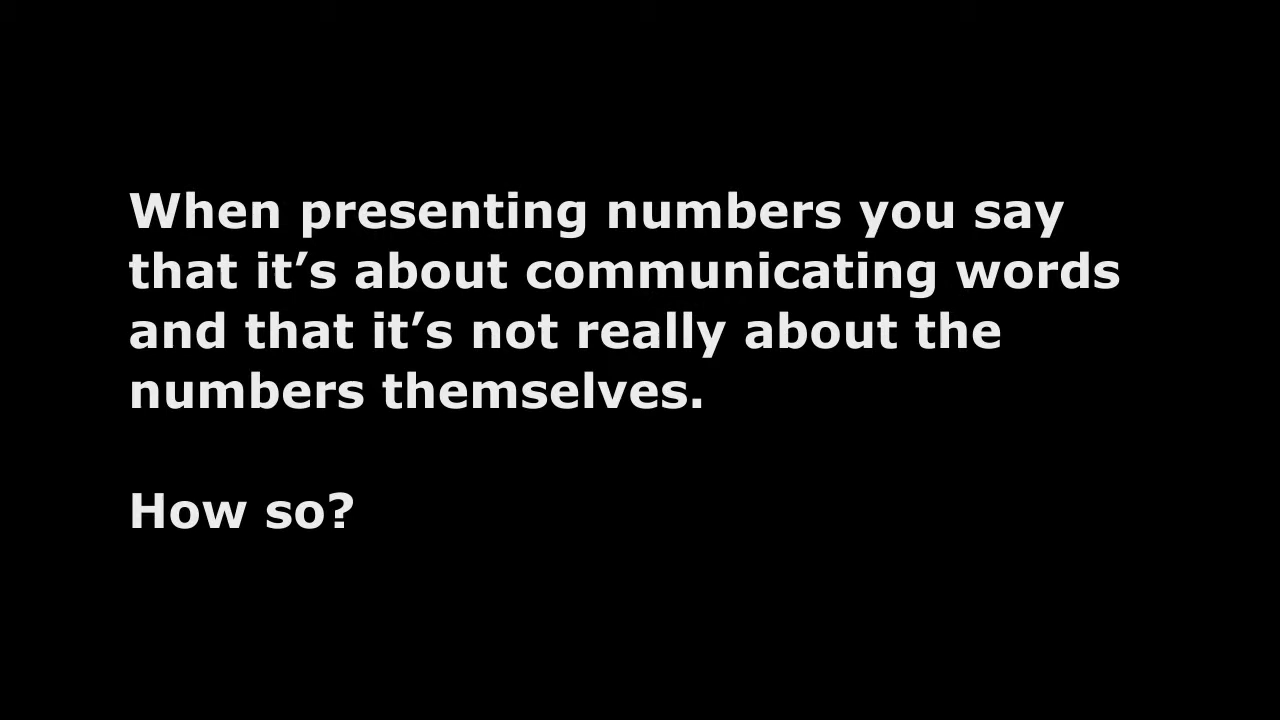 When presenting numbers you say
that it’s about communicating words
and that it’s not really about the
numbers themselves.
How so?